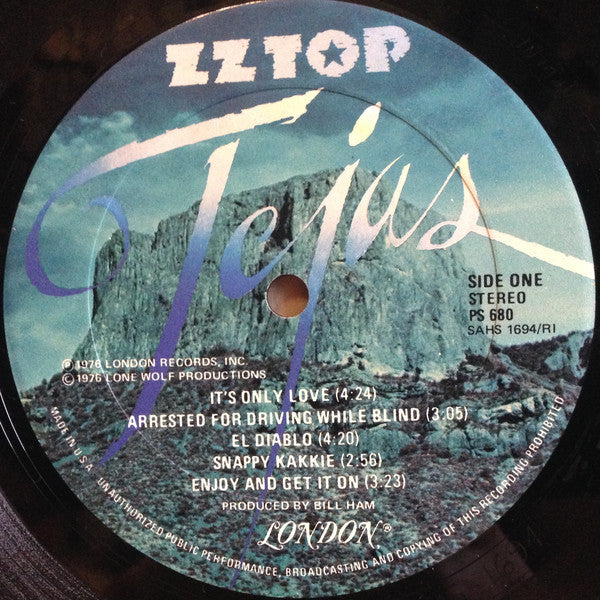 ZZ TOP
Tejas
SIDE ONE
STEREO
PS 680
SAHS 1694/RI
Ⓟ1976 LONDON RECORDS, INC.
©1976 LONE WOLF PRODUCTIONS
IT'S ONLY LOVE (4:24)
ARRESTED FOR DRIVING WHILE BLIND (3:05)
EL DIABLO (4:20)
SNAPPY KAKKIE (2:56)
ENJOY AND GET IT ON (3:23)
PRODUCED BY BILL HAM
LONDON®
MADE IN U.S.A. UNAUTHORIZED PUBLIC PERFORMANCE, BROADCASTING AND COPYING OF THIS RECORDING PROHIBITED